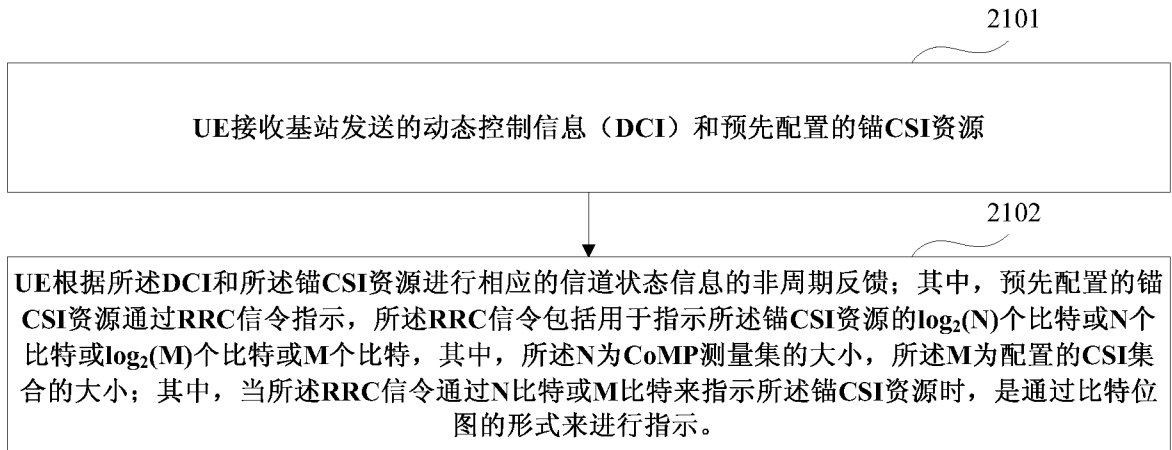 2101
UE接收基站发送的动态控制信息（DCI）和预先配置的锚CSI资源
2102
UE根据所述DCI和所述锚CSI资源进行相应的信道状态信息的非周期反馈；其中，预先配置的锚
CSI资源通过RRC信令指示，所述RRC信令包括用于指示所述锚CSI资源的log₂(N)个比特或N个
比特或log₂(M)个比特或M个比特，其中，所述N为CoMP测量集的大小，所述M为配置的CSI集
合的大小；其中，当所述RRC信令通过N比特或M比特来指示所述锚CSI资源时，是通过比特位
图的形式来进行指示。